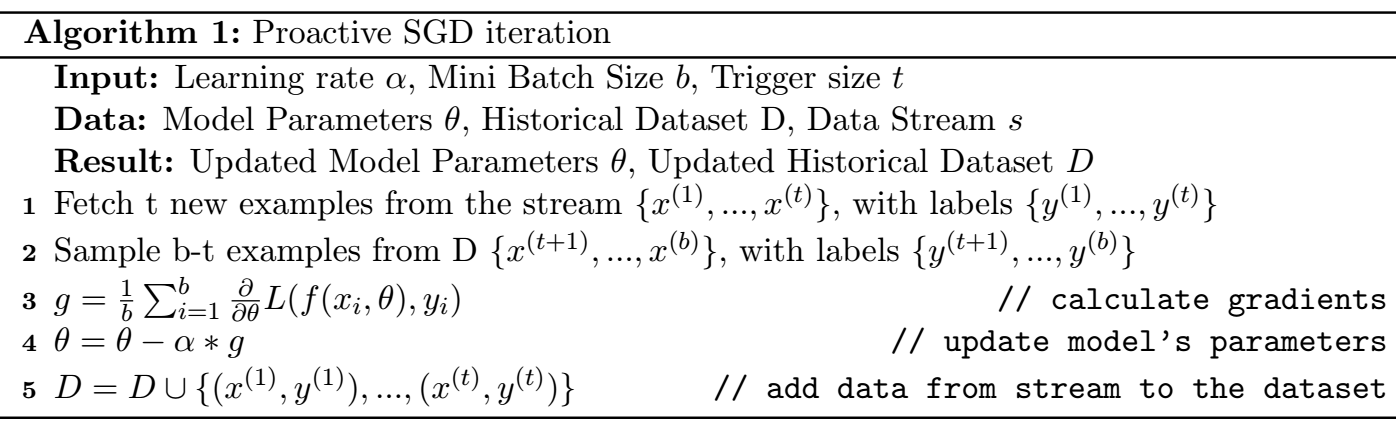 Algorithm 1: Proactive SGD iteration
Input: Learning rate α, Mini Batch Size b, Trigger size t
Data: Model Parameters θ, Historical Dataset D, Data Stream s
Result: Updated Model Parameters θ, Updated Historical Dataset D
1 Fetch t new examples from the stream {x^(1), ..., x^(t)}, with labels {y^(1), ..., y^(t)}
2 Sample b-t examples from D {x^(t+1), ..., x^(b)}, with labels {y^(t+1), ..., y^(b)}
3 g = \frac{1}{b} \sum_{i=1}^{b} \frac{∂}{∂θ} L(f(x_i, θ), y_i) // calculate gradients
4 θ = θ − α ∗ g // update model's parameters
5 D = D ∪ {(x^(1), y^(1)), ..., (x^(t), y^(t))} // add data from stream to the dataset